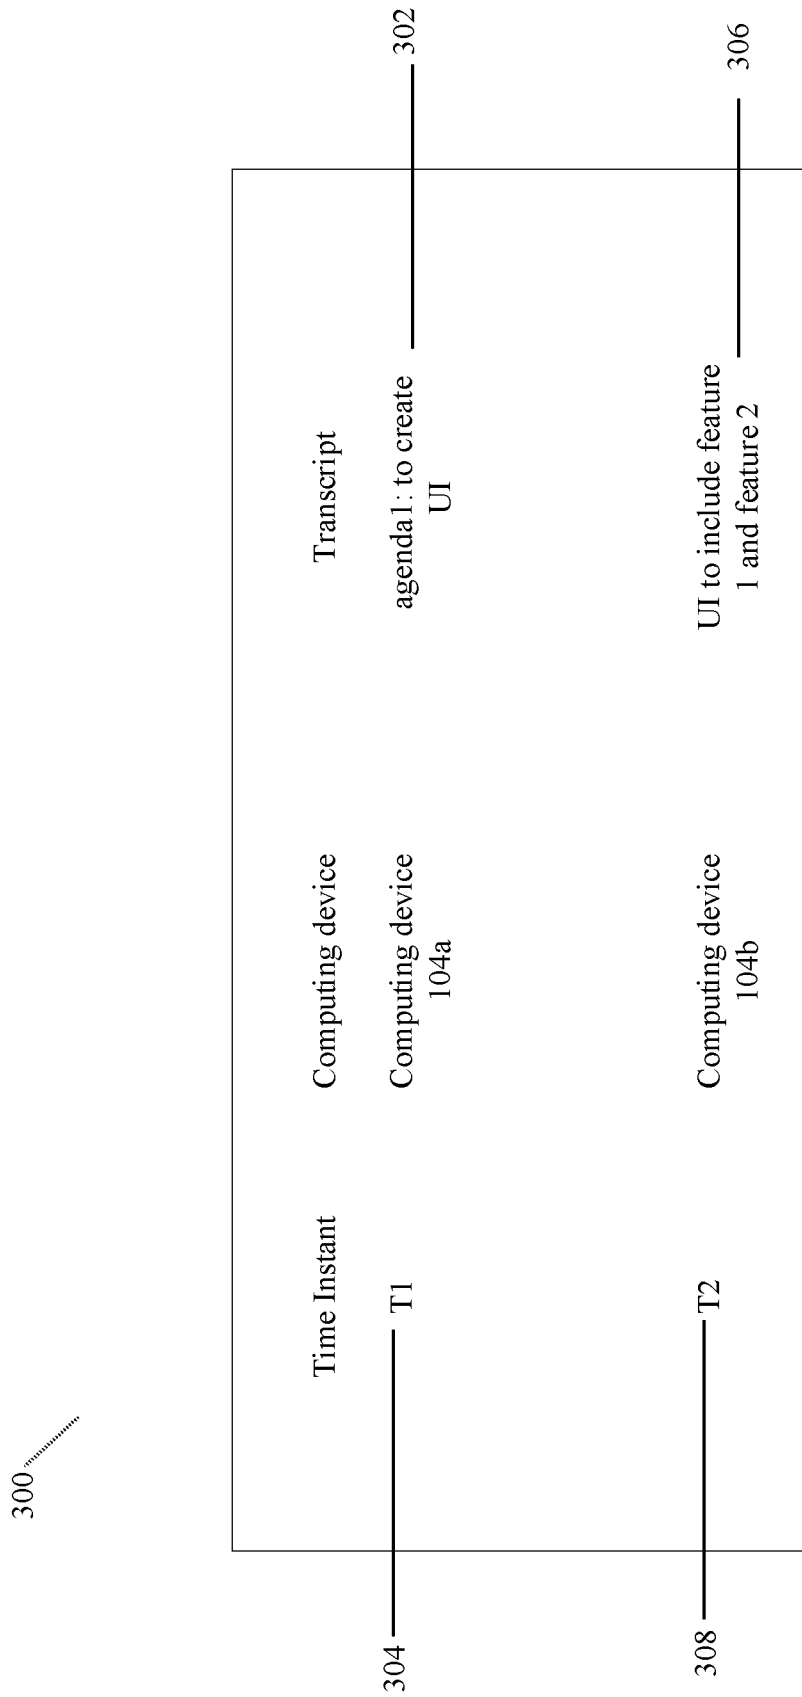 300
Time Instant
Computing device
Transcript
304
T1
Computing device
104a
agenda1: to create
UI
302
308
T2
Computing device
104b
UI to include feature
1 and feature 2
306